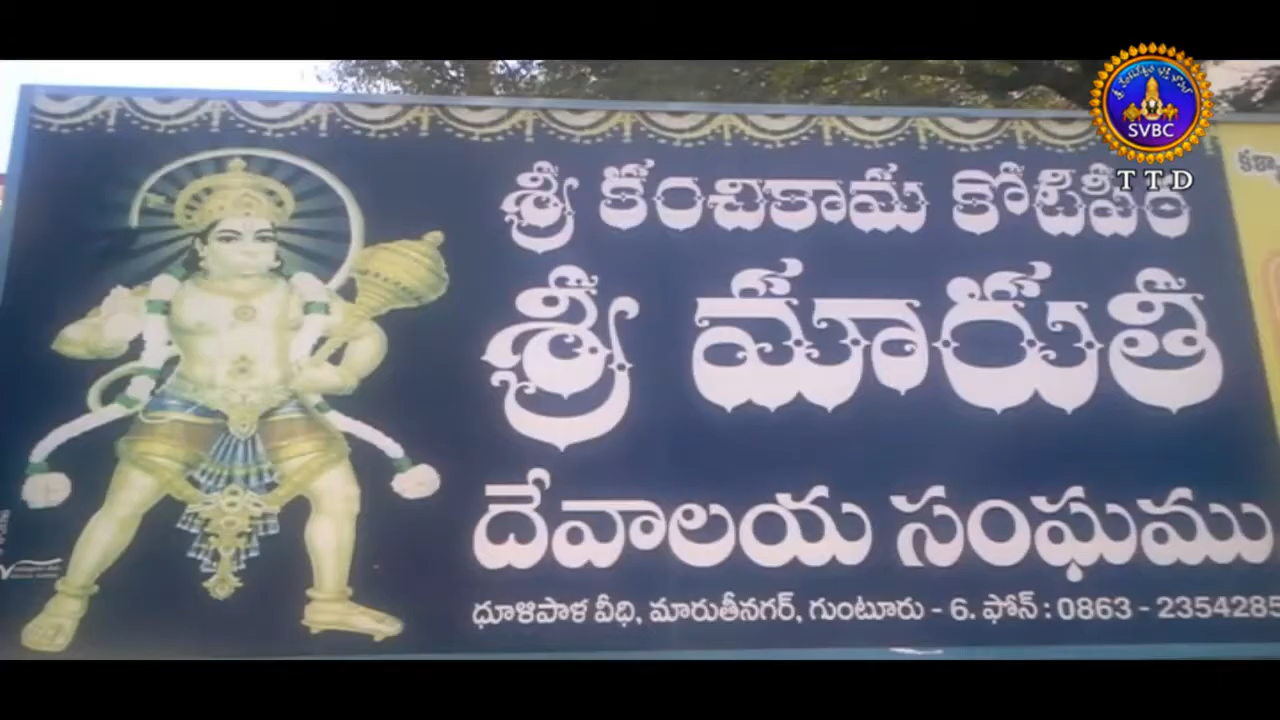 శ్రీ కంచికామ కోటిపీఠం
శ్రీ మారుతీ
దేవాలయ సంఘము
ధూళిపాళ వీధి, మారుతీనగర్, గుంటూరు - 6. ఫోన్ : 0863 - 2354285
SVBC
TTD